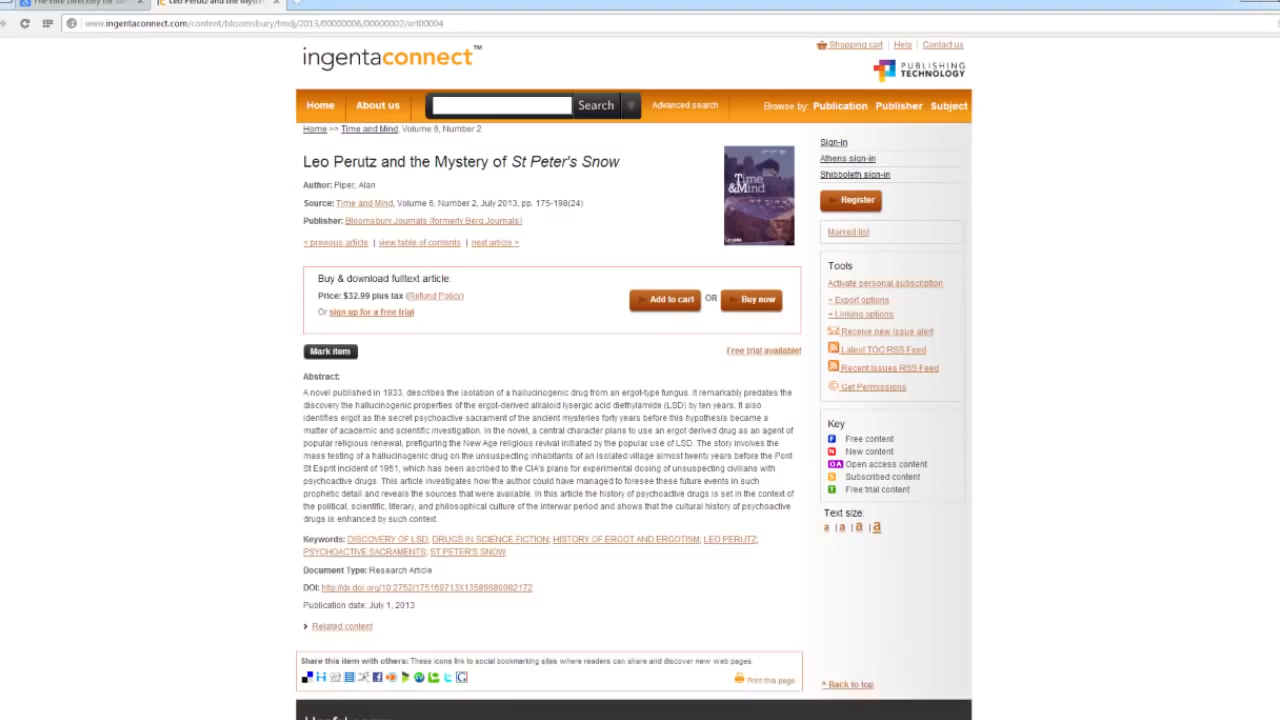 The Elite Directory for
Leo Perutz and the Myster
www.ingentaconnect.com/content/bloomsbury/tmdj/2013/00000006/00000002/art00004
ingentaconnect™
Shopping cart | Help | Contact us
PUBLISHING
TECHNOLOGY
Home About us Search Advanced search Browse by: Publication Publisher Subject
Home >> Time and Mind, Volume 6, Number 2
Leo Perutz and the Mystery of St Peter's Snow
Author: Piper, Alan
Source: Time and Mind, Volume 6, Number 2, July 2013, pp. 175-198(24)
Publisher: Bloomsbury Journals (formerly Berg Journals)
< previous article | view table of contents | next article >
Time
&Mind
Buy & download fulltext article:
Price: $32.99 plus tax (Refund Policy)
Or sign up for a free trial
Add to cart OR Buy now
Mark item
Free trial available!
Abstract:
A novel published in 1933, describes the isolation of a hallucinogenic drug from an ergot-type fungus. It remarkably predates the
discovery the hallucinogenic properties of the ergot-derived alkaloid lysergic acid diethylamide (LSD) by ten years. It also
identifies ergot as the secret psychoactive sacrament of the ancient mysteries forty years before this hypothesis became a
matter of academic and scientific investigation. In the novel, a central character plans to use an ergot derived drug as an agent of
popular religious renewal, prefiguring the New Age religious revival initiated by the popular use of LSD. The story involves the
mass testing of a hallucinogenic drug on the unsuspecting inhabitants of an isolated village almost twenty years before the Pont
St Esprit incident of 1951, which has been ascribed to the CIA's plans for experimental dosing of unsuspecting civilians with
psychoactive drugs. This article investigates how the author could have managed to foresee these future events in such
prophetic detail and reveals the sources that were available. In this article the history of psychoactive drugs is set in the context of
the political, scientific, literary, and philosophical culture of the interwar period and shows that the cultural history of psychoactive
drugs is enhanced by such context.
Keywords: DISCOVERY OF LSD; DRUGS IN SCIENCE FICTION; HISTORY OF ERGOT AND ERGOTISM; LEO PERUTZ;
PSYCHOACTIVE SACRAMENTS; ST PETER'S SNOW
Document Type: Research Article
DOI: http://dx.doi.org/10.2752/175169713X13589680082172
Publication date: July 1, 2013
Related content
Share this item with others: These icons link to social bookmarking sites where readers can share and discover new web pages.
Print this page
Sign-in
Athens sign-in
Shibboleth sign-in
Register
Marked list
Tools
Activate personal subscription
+ Export options
+ Linking options
Receive new issue alert
Latest TOC RSS Feed
Recent Issues RSS Feed
Get Permissions
Key
F Free content
N New content
OA Open access content
S Subscribed content
T Free trial content
Text size:
a | a | a | a
^ Back to top